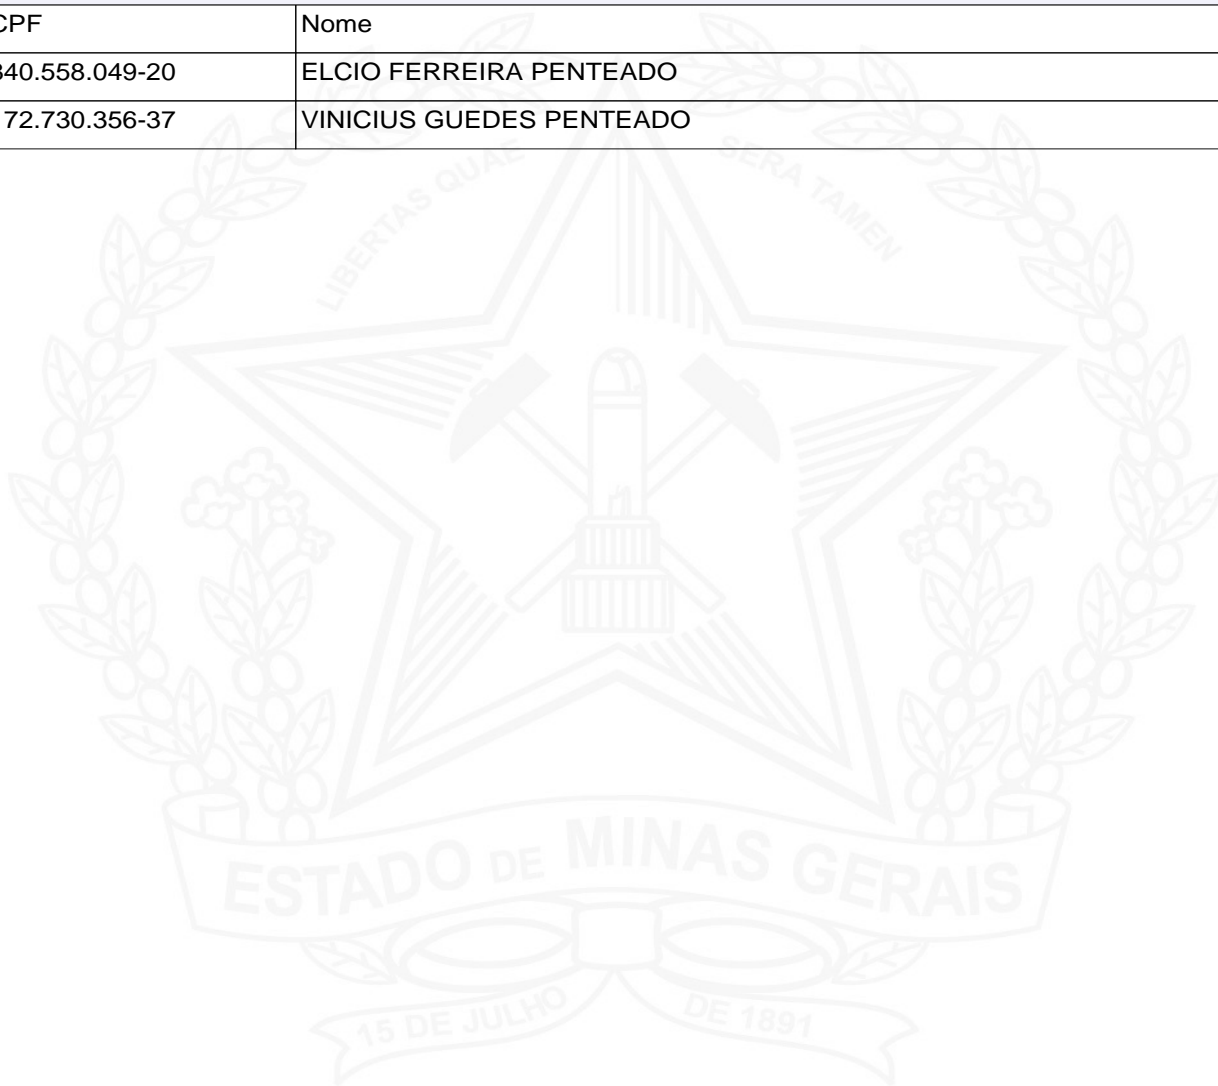 CPF Nome
340.558.049-20 ELCIO FERREIRA PENTEADO
72.730.356-37 VINICIUS GUEDES PENTEADO
LIBERTAS QUAE SERA TAMEN
ESTADO DE MINAS GERAIS
15 DE JULHO DE 1891